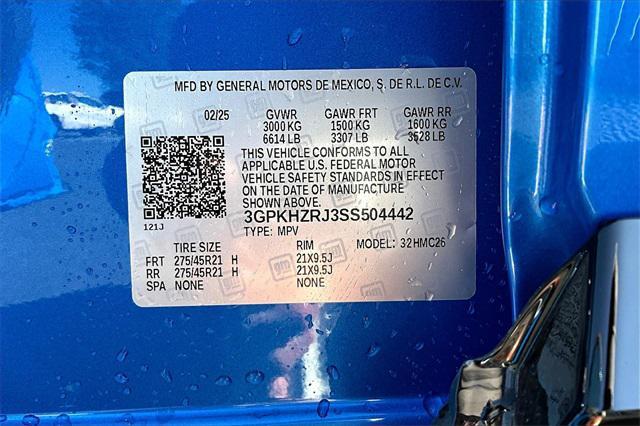 MFD BY GENERAL MOTORS DE MEXICO, S. DE R.L. DE C.V.
02/25 GVWR GAWR FRT GAWR RR
3000 KG 1500 KG 1600 KG
6614 LB 3307 LB 3528 LB
THIS VEHICLE CONFORMS TO ALL
APPLICABLE U.S. FEDERAL MOTOR
VEHICLE SAFETY STANDARDS IN EFFECT
ON THE DATE OF MANUFACTURE
SHOWN ABOVE.
3GPKHZRJ3SS504442
121J TYPE: MPV
TIRE SIZE RIM MODEL: 32HMC26
FRT 275/45R21 H 21X9.5J
RR 275/45R21 H 21X9.5J
SPA NONE NONE